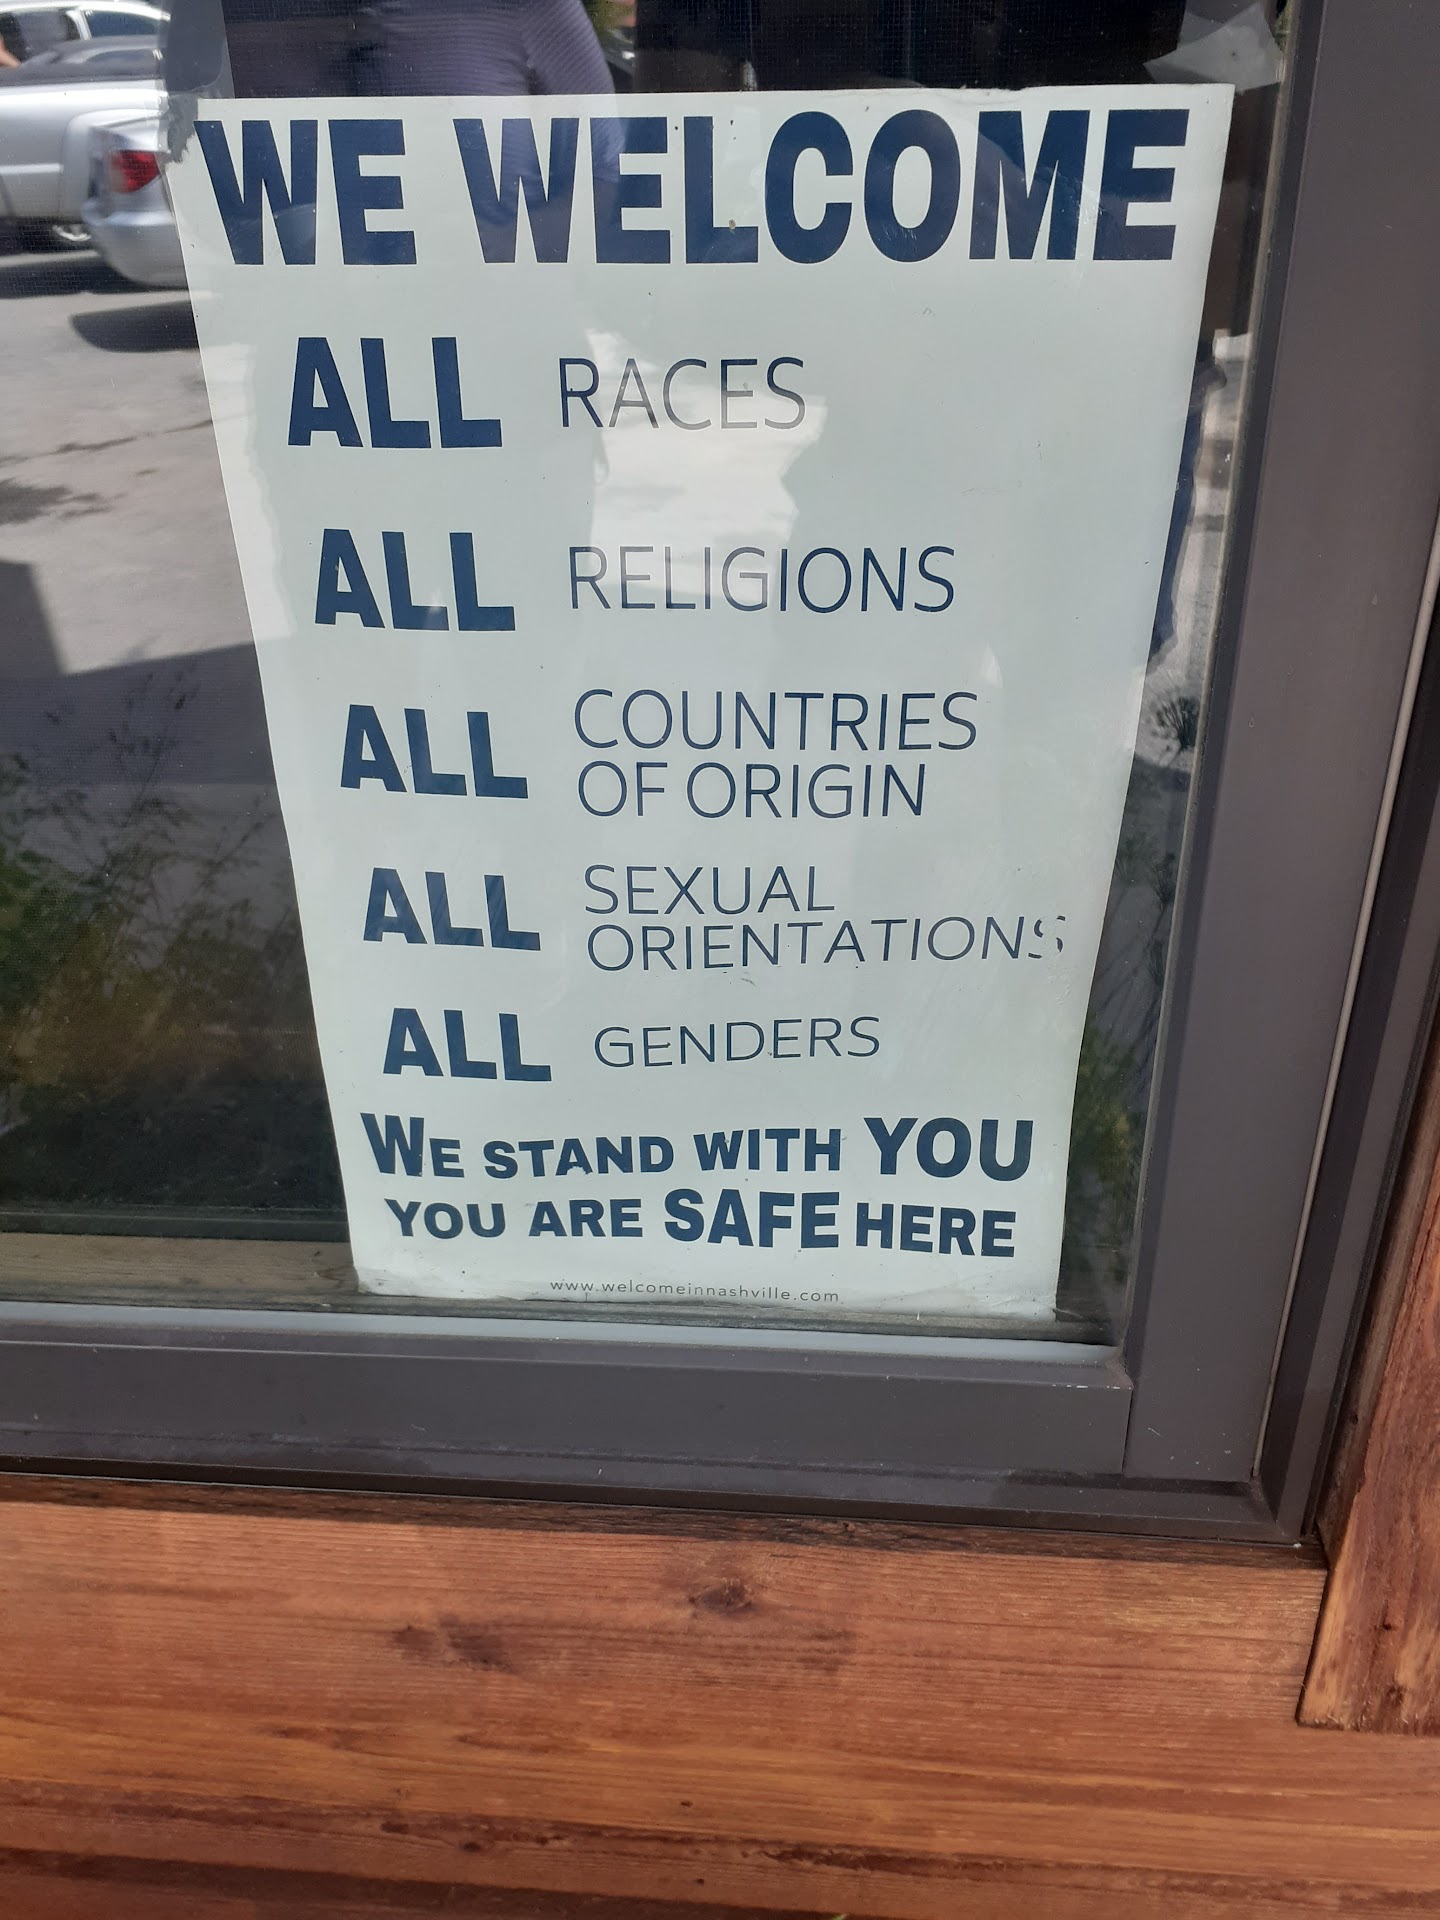 WE WELCOME
ALL RACES
ALL RELIGIONS
ALL COUNTRIES
OF ORIGIN
ALL SEXUAL
ORIENTATIONS
ALL GENDERS
WE STAND WITH YOU
YOU ARE SAFE HERE
www.welcomeinnashville.com